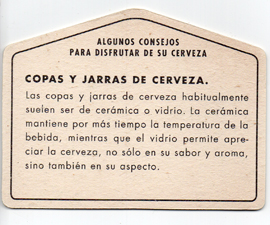 ALGUNOS CONSEJOS
PARA DISFRUTAR DE SU CERVEZA
COPAS Y JARRAS DE CERVEZA.
Las copas y jarras de cerveza habitualmente
suelen ser de cerámica o vidrio. La cerámica
mantiene por más tiempo la temperatura de la
bebida, mientras que el vidrio permite apre-
ciar la cerveza, no sólo en su sabor y aroma,
sino también en su aspecto.